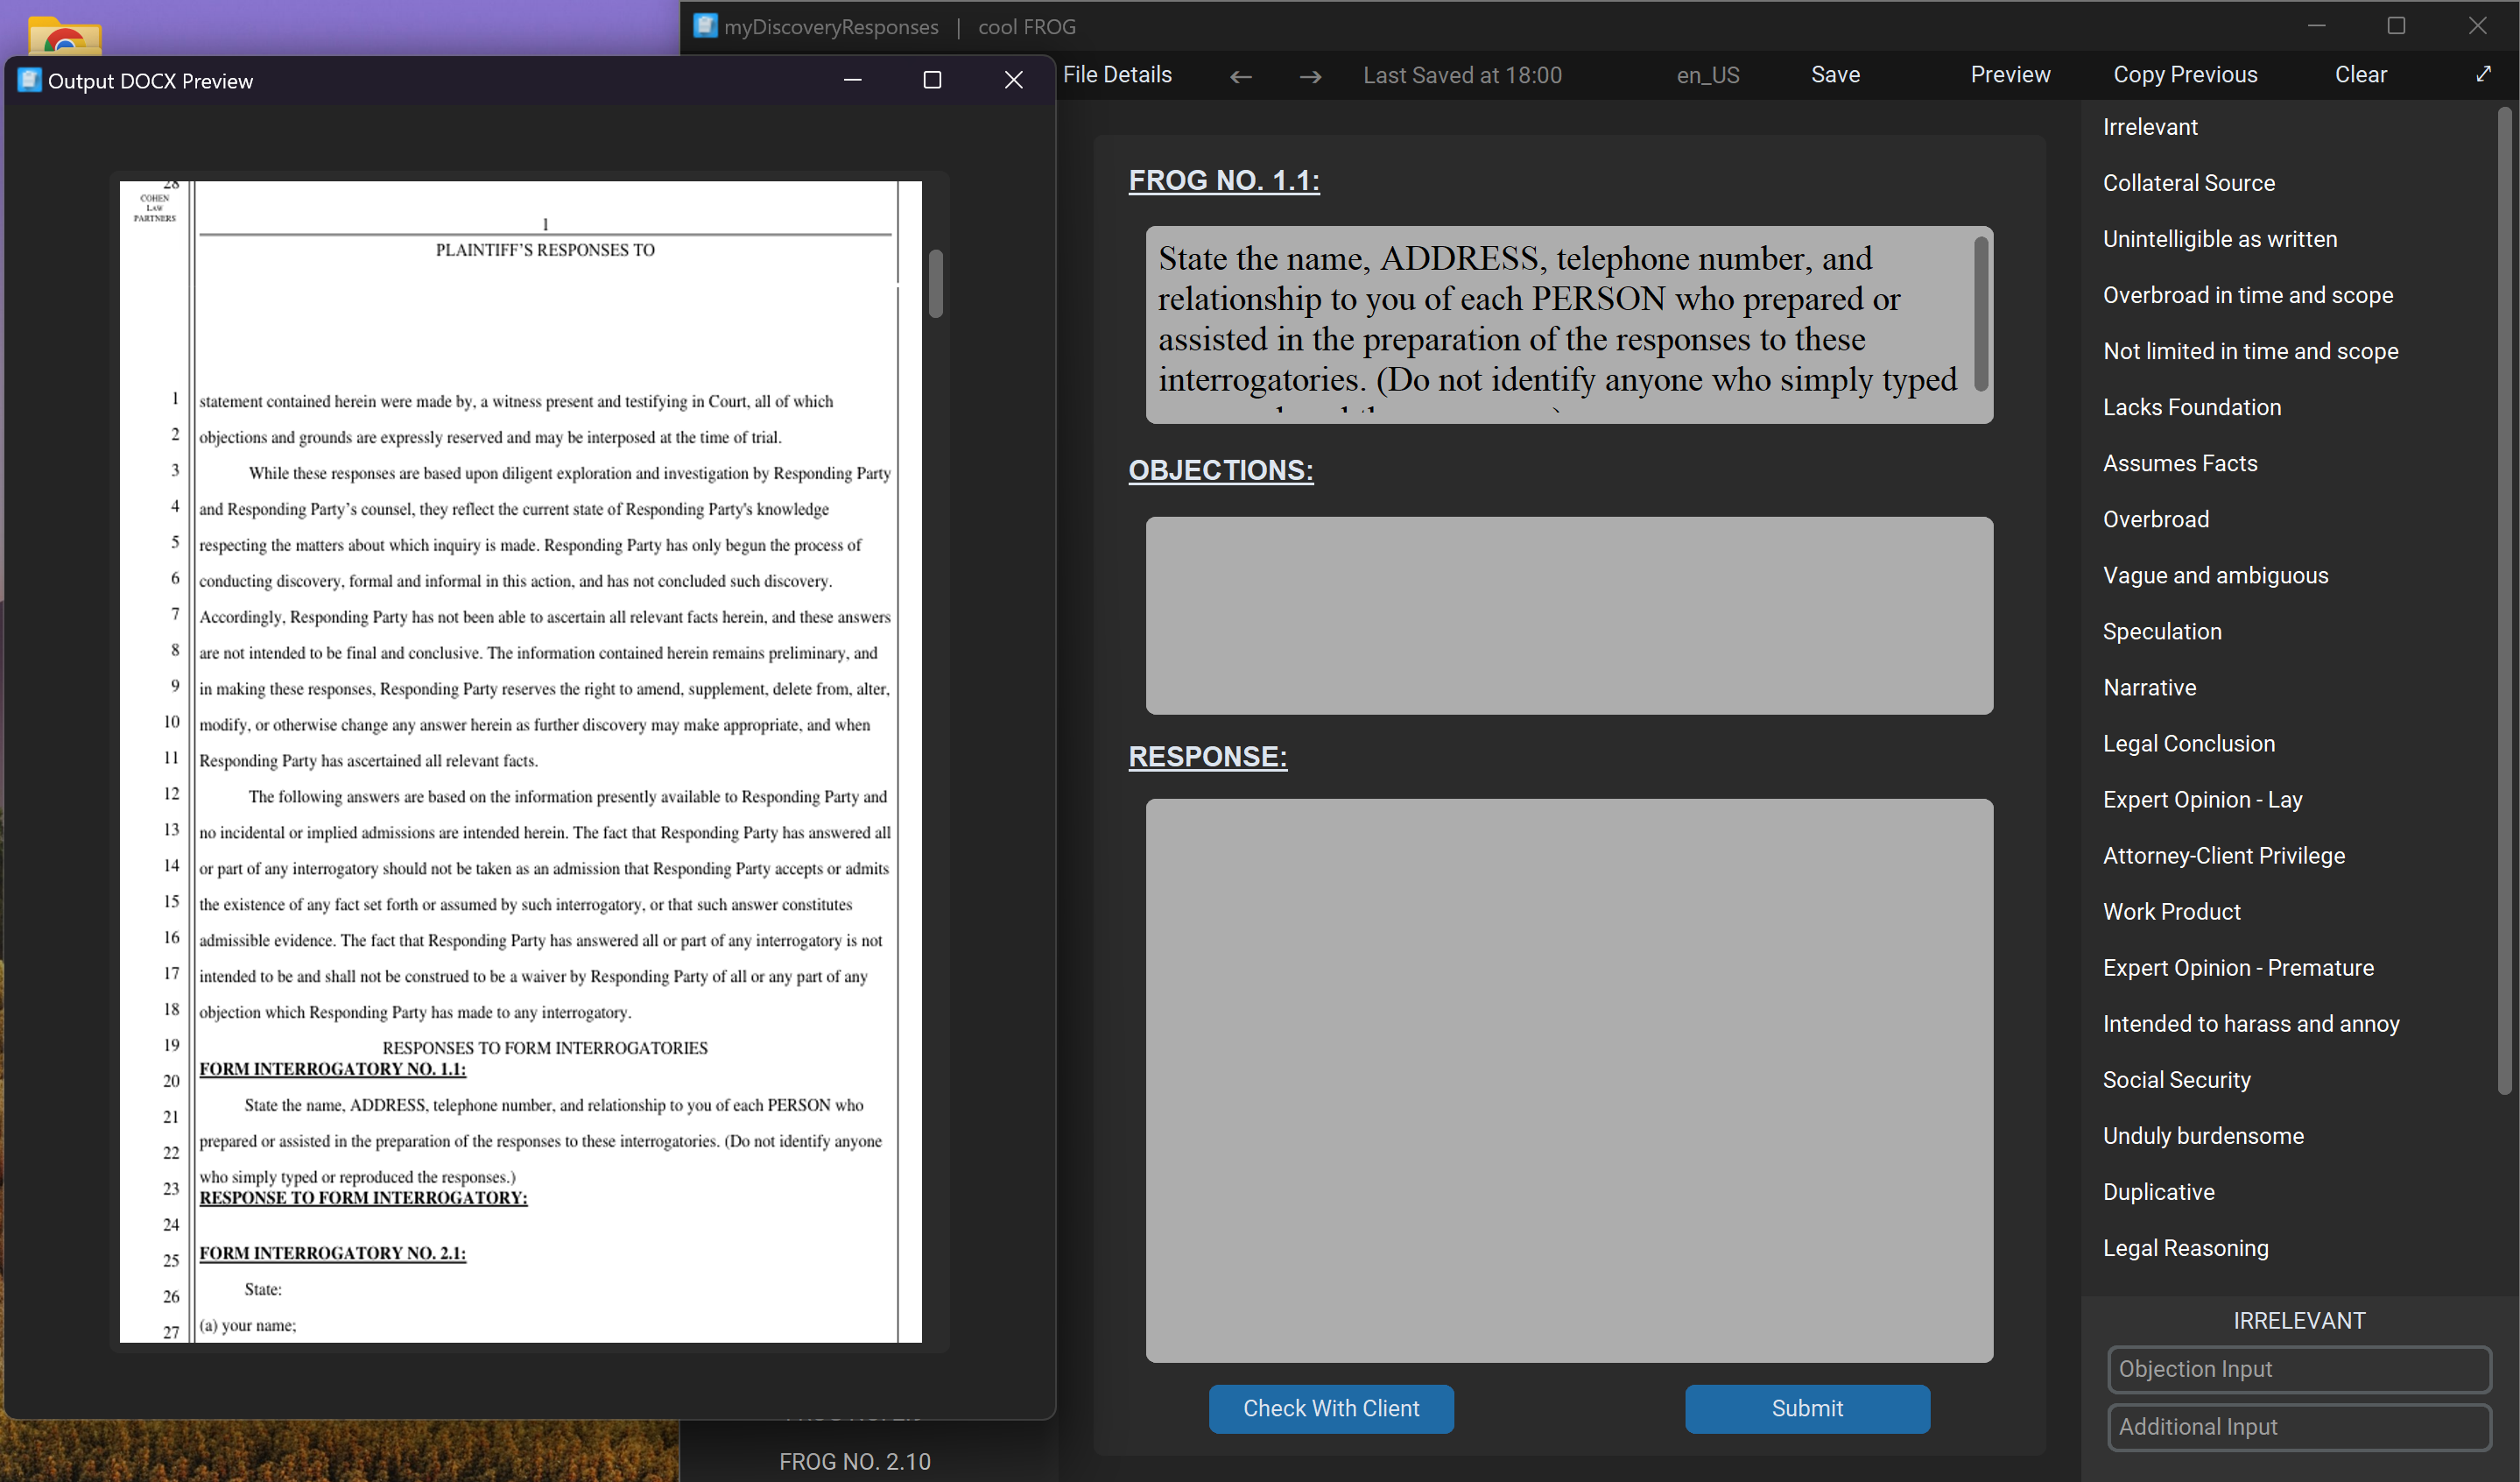 myDiscoveryResponses | cool FROG
Output DOCX Preview
File Details
←
→
Last Saved at 18:00
en_US
Save
Preview
Copy Previous
Clear
28
COHEN
LAW
PARTNERS
1
PLAINTIFF'S RESPONSES TO
1 statement contained herein were made by, a witness present and testifying in Court, all of which
2 objections and grounds are expressly reserved and may be interposed at the time of trial.
3 While these responses are based upon diligent exploration and investigation by Responding Party
4 and Responding Party's counsel, they reflect the current state of Responding Party's knowledge
5 respecting the matters about which inquiry is made. Responding Party has only begun the process of
6 conducting discovery, formal and informal in this action, and has not concluded such discovery.
7 Accordingly, Responding Party has not been able to ascertain all relevant facts herein, and these answers
8 are not intended to be final and conclusive. The information contained herein remains preliminary, and
9 in making these responses, Responding Party reserves the right to amend, supplement, delete from, alter,
10 modify, or otherwise change any answer herein as further discovery may make appropriate, and when
11 Responding Party has ascertained all relevant facts.
12 The following answers are based on the information presently available to Responding Party and
13 no incidental or implied admissions are intended herein. The fact that Responding Party has answered all
14 or part of any interrogatory should not be taken as an admission that Responding Party accepts or admits
15 the existence of any fact set forth or assumed by such interrogatory, or that such answer constitutes
16 admissible evidence. The fact that Responding Party has answered all or part of any interrogatory is not
17 intended to be and shall not be construed to be a waiver by Responding Party of all or any part of any
18 objection which Responding Party has made to any interrogatory.
19 RESPONSES TO FORM INTERROGATORIES
FORM INTERROGATORY NO. 1.1:
20
21 State the name, ADDRESS, telephone number, and relationship to you of each PERSON who
22 prepared or assisted in the preparation of the responses to these interrogatories. (Do not identify anyone
23 who simply typed or reproduced the responses.)
RESPONSE TO FORM INTERROGATORY:
24
25 FORM INTERROGATORY NO. 2.1:
26 State:
27 (a) your name;
FROG NO. 2.10
FROG NO. 1.1:
State the name, ADDRESS, telephone number, and
relationship to you of each PERSON who prepared or
assisted in the preparation of the responses to these
interrogatories. (Do not identify anyone who simply typed
OBJECTIONS:
RESPONSE:
Check With Client
Submit
Irrelevant
Collateral Source
Unintelligible as written
Overbroad in time and scope
Not limited in time and scope
Lacks Foundation
Assumes Facts
Overbroad
Vague and ambiguous
Speculation
Narrative
Legal Conclusion
Expert Opinion - Lay
Attorney-Client Privilege
Work Product
Expert Opinion - Premature
Intended to harass and annoy
Social Security
Unduly burdensome
Duplicative
Legal Reasoning
IRRELEVANT
Objection Input
Additional Input